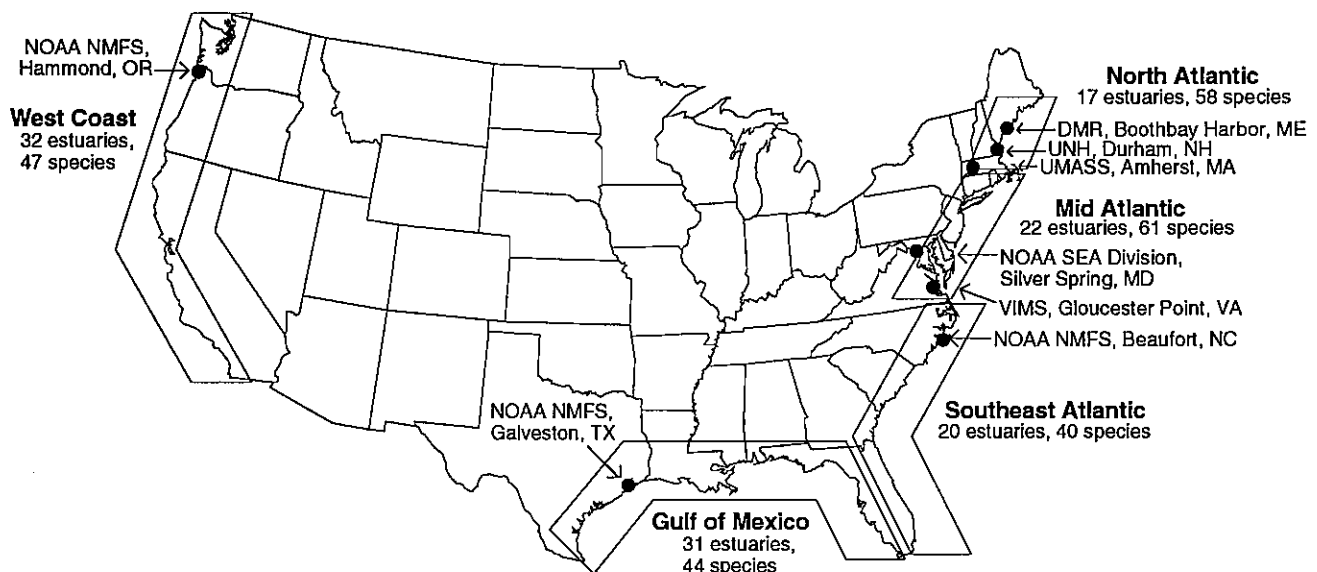 NOAA NMFS,
Hammond, OR
West Coast
32 estuaries,
47 species
North Atlantic
17 estuaries, 58 species
DMR, Boothbay Harbor, ME
UNH, Durham, NH
UMASS, Amherst, MA
Mid Atlantic
22 estuaries, 61 species
NOAA SEA Division,
Silver Spring, MD
VIMS, Gloucester Point, VA
NOAA NMFS, Beaufort, NC
Southeast Atlantic
20 estuaries, 40 species
NOAA NMFS,
Galveston, TX
Gulf of Mexico
31 estuaries,
44 species